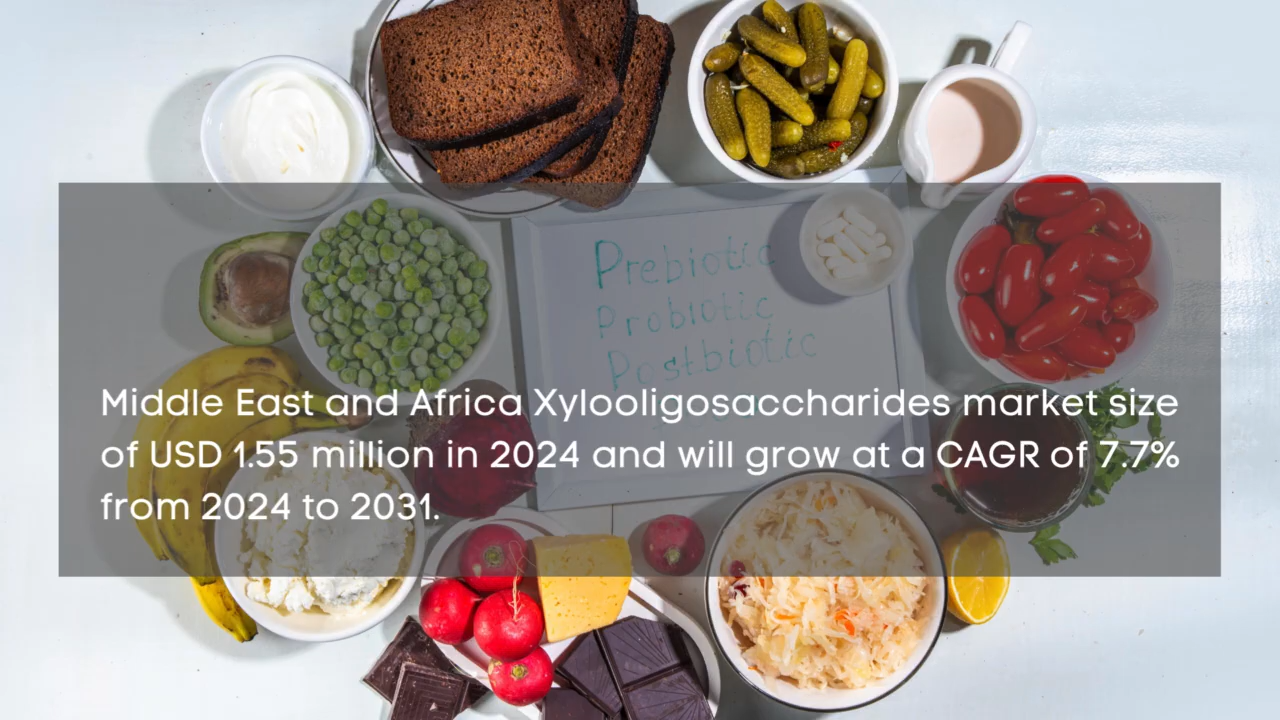 Prebiotic
Probiotic
Postbiotic
Middle East and Africa Xylooligosaccharides market size
of USD 1.55 million in 2024 and will grow at a CAGR of 7.7%
from 2024 to 2031.